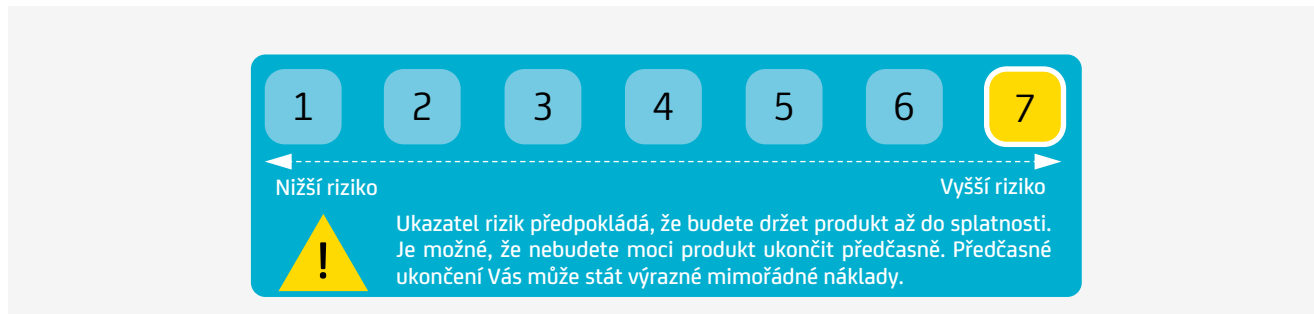 1 2 3 4 5 6 7
Nižší riziko Vyšší riziko
! Ukazatel rizik předpokládá, že budete držet produkt až do splatnosti.
Je možné, že nebudete moci produkt ukončit předčasně. Předčasné
ukončení Vás může stát výrazné mimořádné náklady.